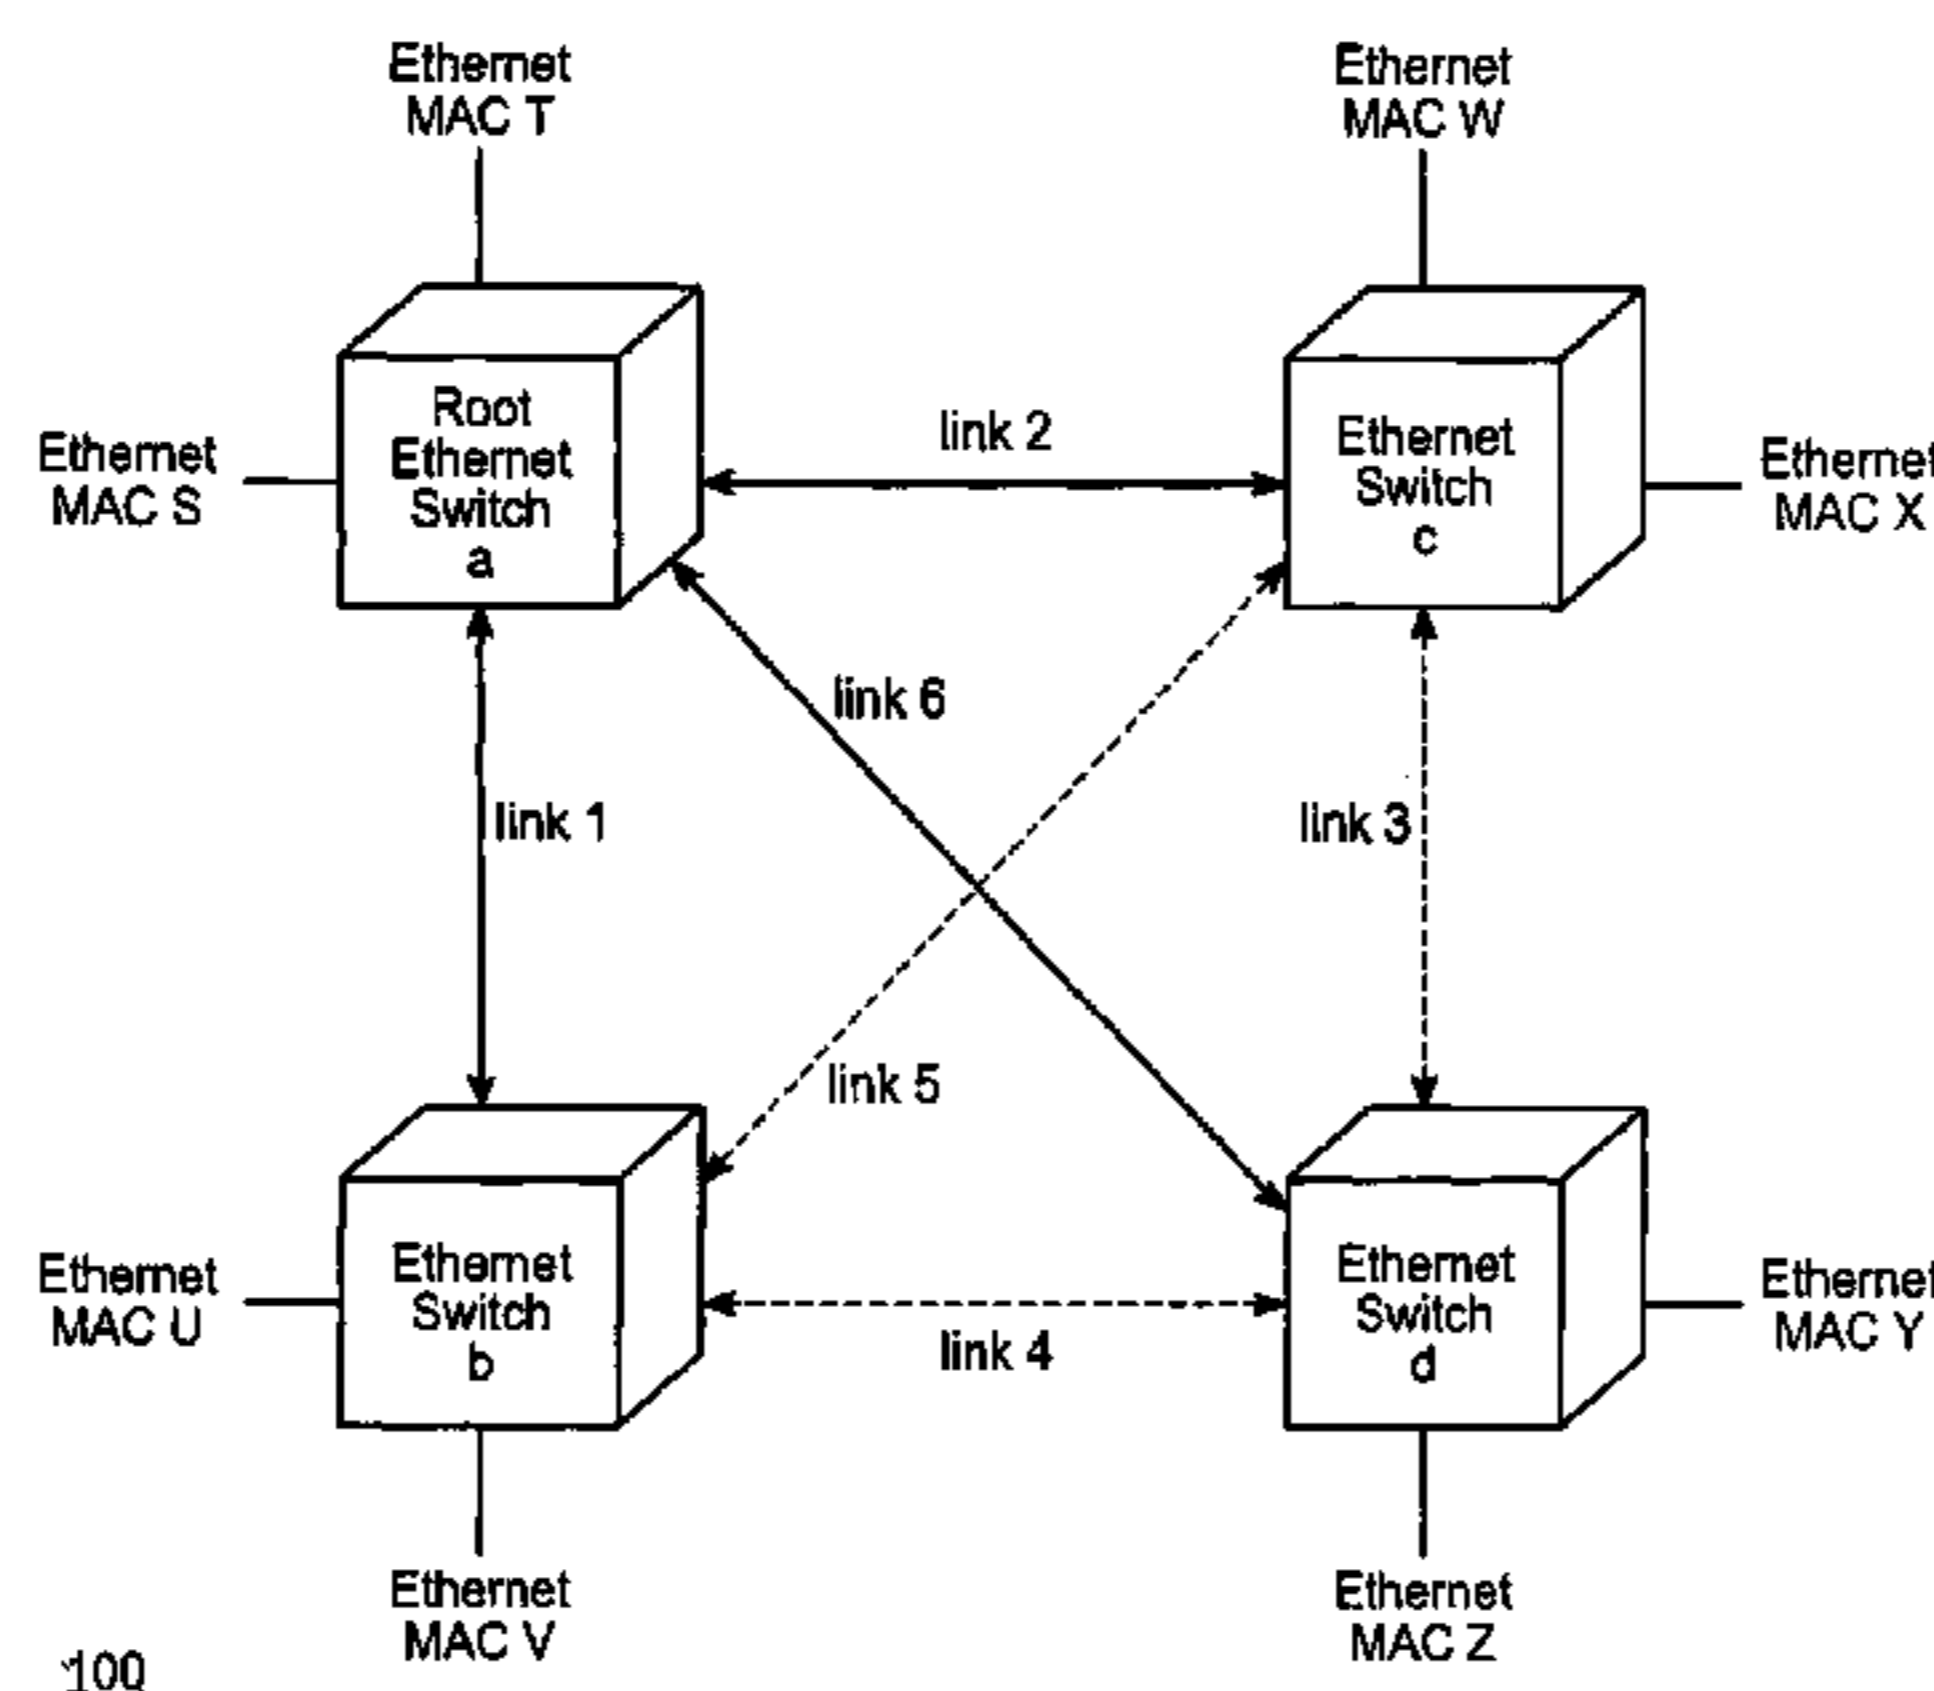 Ethernet
MAC T
Ethernet
MAC W
Root
Ethernet
Switch
a
link 2
Ethernet
Switch
c
Ethernet
MAC S
Ethernet
MAC X
link 6
link 1
link 3
link 5
Ethernet
MAC U
Ethernet
Switch
b
link 4
Ethernet
Switch
d
Ethernet
MAC Y
Ethernet
MAC V
Ethernet
MAC Z
100